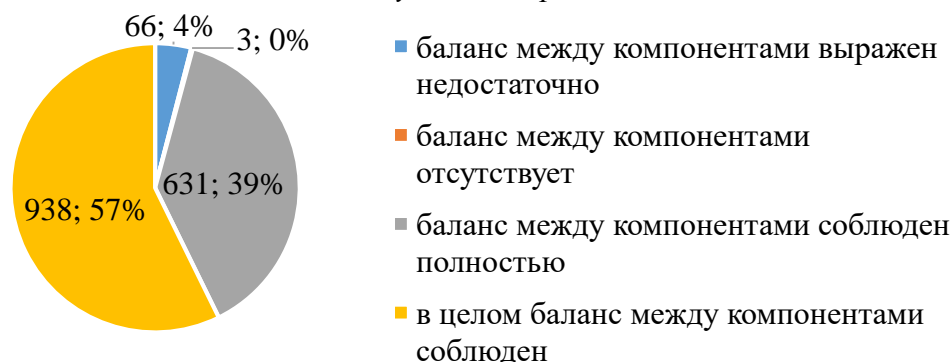 66; 4%
3; 0%
631; 39%
938; 57%
баланс между компонентами выражен
недостаточно
баланс между компонентами
отсутствует
баланс между компонентами соблюден
полностью
в целом баланс между компонентами
соблюден